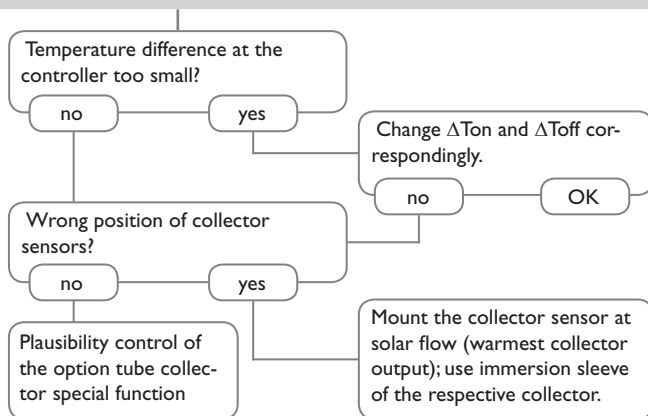 Temperature difference at the
controller too small?
no
yes
Change ΔTon and ΔToff cor-
respondingly.
no
OK
Wrong position of collector
sensors?
no
yes
Plausibility control of
the option tube collec-
tor special function
Mount the collector sensor at
solar flow (warmest collector
output); use immersion sleeve
of the respective collector.